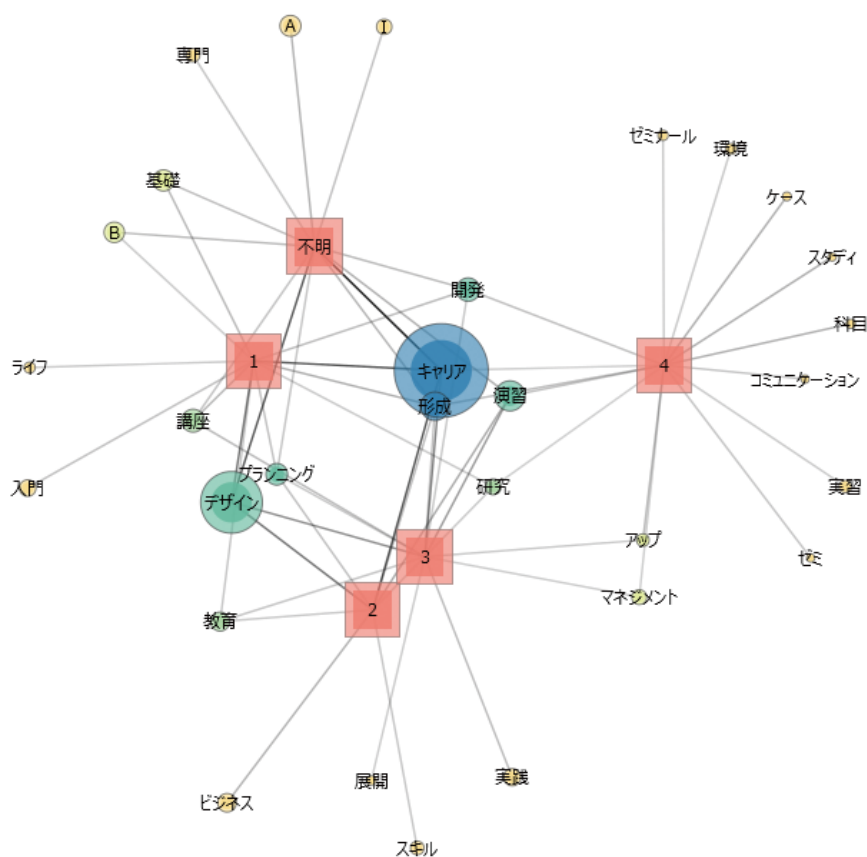 A
I
専門
ゼミナール
環境
基礎
ケース
B
不明
スタディ
開発
科目
1
4
ライフ
キャリア
コミュニケーション
演習
形成
講座
プランニング
入門
研究
実習
デザイン
アップ
3
ゼミ
マネジメント
2
教育
実践
展開
ビジネス
スキル